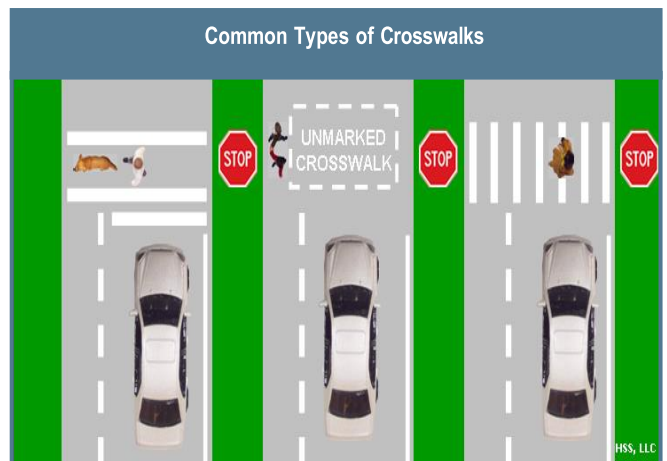 Common Types of Crosswalks
STOP
UNMARKED
CROSSWALK
STOP
STOP
HSS, LLC